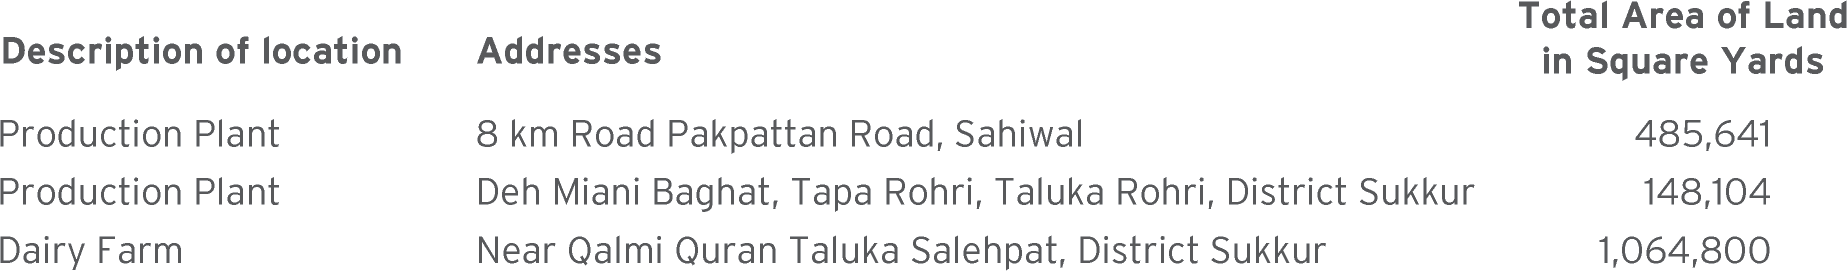 Description of location Addresses Total Area of Land
in Square Yards
Production Plant 8 km Road Pakpattan Road, Sahiwal 485,641
Production Plant Deh Miani Baghat, Tapa Rohri, Taluka Rohri, District Sukkur 148,104
Dairy Farm Near Qalmi Quran Taluka Salehpat, District Sukkur 1,064,800